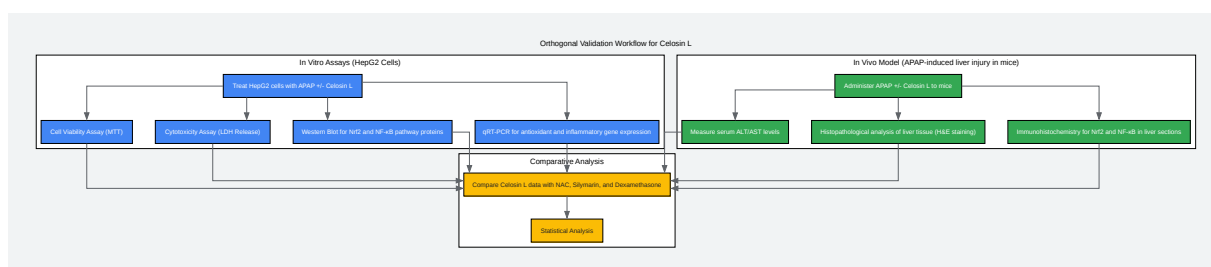 Orthogonal Validation Workflow for Celosin L
In Vitro Assays (HepG2 Cells)
Treat HepG2 cells with APAP +/- Celosin L
Cell Viability Assay (MTT)
Cytotoxicity Assay (LDH Release)
Western Blot for Nrf2 and NF-κB pathway proteins
qRT-PCR for antioxidant and inflammatory gene expression
In Vivo Model (APAP-induced liver injury in mice)
Administer APAP +/- Celosin L to mice
Measure serum ALT/AST levels
Histopathological analysis of liver tissue (H&E staining)
Immunohistochemistry for Nrf2 and NF-κB in liver sections
Comparative Analysis
Compare Celosin L data with NAC, Silymarin, and Dexamethasone
Statistical Analysis